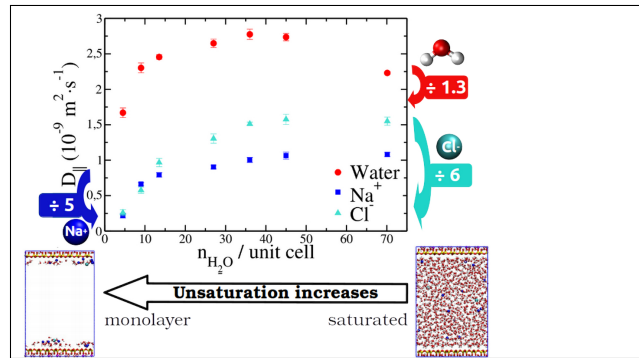 3
2.5
2
1.5
1
0.5
0
D|| (10⁻⁹ m²·s⁻¹)
0 10 20 30 40 50 60 70
n_H₂O / unit cell
Water
Na⁺
Cl⁻
÷ 1.3
Cl-
÷ 6
÷ 5
Na+
Unsaturation increases
monolayer
saturated